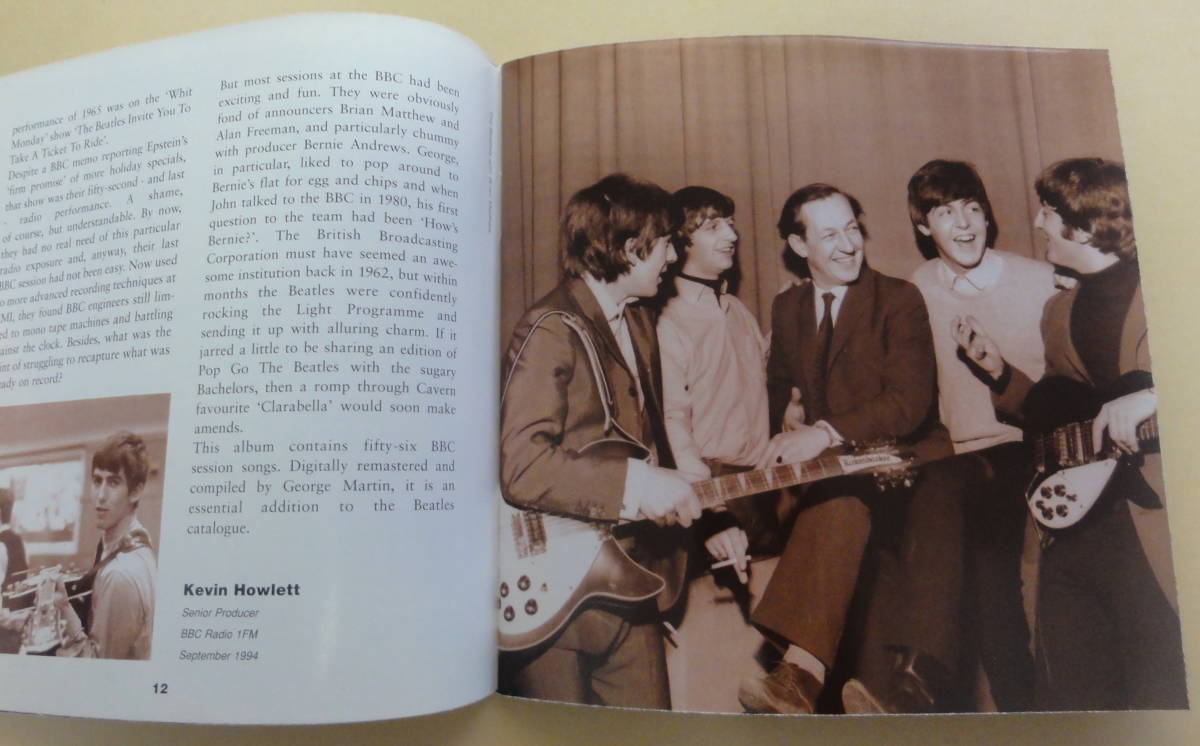 performance of 1965 was on the 'Whit
Monday' show 'The Beatles Invite You To
Take A Ticket To Ride'.
Despite a BBC memo reporting Epstein's
'firm promise' of more holiday specials,
that show was their fifty-second - and last
- radio performance. A shame,
of course, but understandable. By now,
they had no real need of this particular
radio exposure and, anyway, their last
BBC session had not been easy. Now used
o more advanced recording techniques at
MI, they found BBC engineers still lim-
ed to mono tape machines and battling
ainst the clock. Besides, what was the
int of struggling to recapture what was
eady on record?
But most sessions at the BBC had been
exciting and fun. They were obviously
fond of announcers Brian Matthew and
Alan Freeman, and particularly chummy
with producer Bernie Andrews. George,
in particular, liked to pop around to
Bernie's flat for egg and chips and when
John talked to the BBC in 1980, his first
question to the team had been 'How's
Bernie?'. The British Broadcasting
Corporation must have seemed an awe-
some institution back in 1962, but within
months the Beatles were confidently
rocking the Light Programme and
sending it up with alluring charm. If it
jarred a little to be sharing an edition of
Pop Go The Beatles with the sugary
Bachelors, then a romp through Cavern
favourite 'Clarabella' would soon make
amends.
This album contains fifty-six BBC
session songs. Digitally remastered and
compiled by George Martin, it is an
essential addition to the Beatles
catalogue.
Kevin Howlett
Senior Producer
BBC Radio 1FM
September 1994
12
Rickenbacker